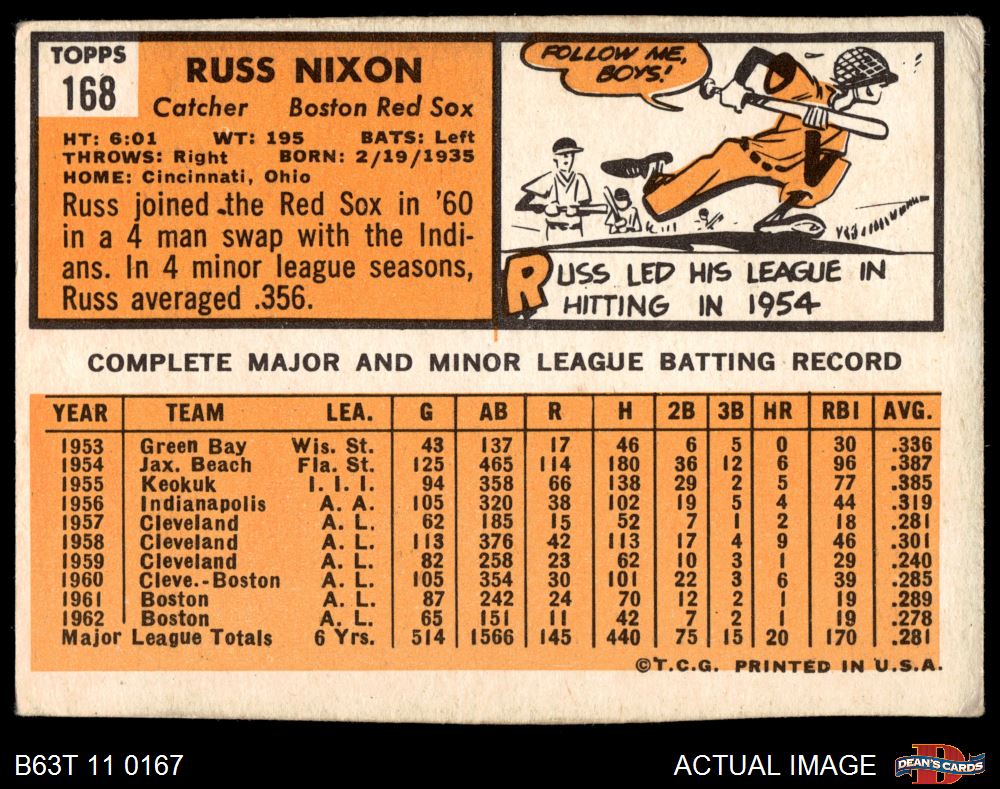 TOPPS
168
RUSS NIXON
Catcher Boston Red Sox
HT: 6:01 WT: 195 BATS: Left
THROWS: Right BORN: 2/19/1935
HOME: Cincinnati, Ohio
Russ joined the Red Sox in '60
in a 4 man swap with the Indi-
ans. In 4 minor league seasons,
Russ averaged .356.
FOLLOW ME,
BOYS!
RUSS LED HIS LEAGUE IN
HITTING IN 1954
COMPLETE MAJOR AND MINOR LEAGUE BATTING RECORD
YEAR TEAM LEA. G AB R H 2B 3B HR RBI AVG.
1953 Green Bay Wis. St. 43 137 17 46 6 5 0 30 .336
1954 Jax. Beach Fla. St. 125 465 114 180 36 12 6 96 .387
1955 Keokuk I. I. I. 94 358 66 138 29 2 5 77 .385
1956 Indianapolis A. A. 105 320 38 102 19 5 4 44 .319
1957 Cleveland A. L. 62 185 15 52 7 1 2 18 .281
1958 Cleveland A. L. 113 376 42 113 17 4 9 46 .301
1959 Cleveland A. L. 82 258 23 62 10 3 1 29 .240
1960 Cleve.-Boston A. L. 105 354 30 101 22 3 6 39 .285
1961 Boston A. L. 87 242 24 70 12 2 1 19 .289
1962 Boston A. L. 65 151 11 42 7 2 1 19 .278
Major League Totals 6 Yrs. 514 1566 145 440 75 15 20 170 .281
©T.C.G. PRINTED IN U.S.A.
B63T 11 0167 ACTUAL IMAGE
D
DEAN'S CARDS